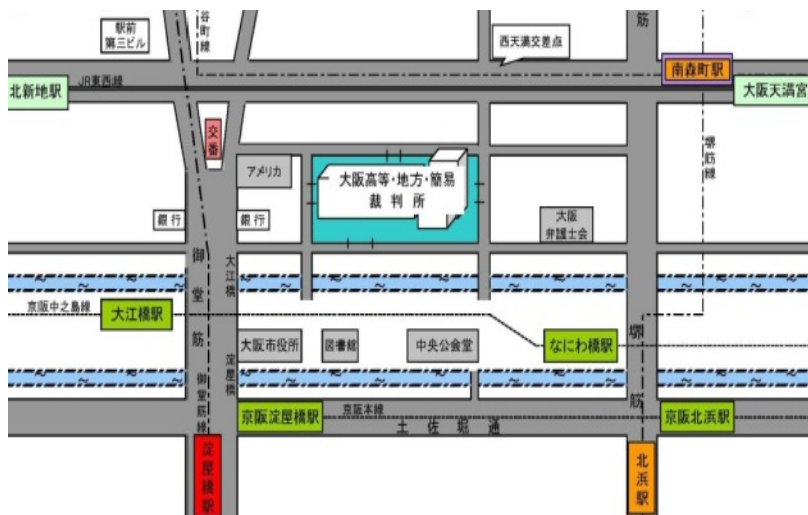 駅前
第三ビル
谷町線
筋
西天満交差点
南森町駅
JR東西線
北新地駅
大阪天満宮
交番
堺筋線
アメリカ
大阪高等・地方・簡易
裁判所
銀行
銀行
大阪
弁護士会
御堂筋
大江橋
京阪中之島線
大江橋駅
淀屋橋
大阪市役所
図書館
中央公会堂
なにわ橋駅
堺筋
御堂筋線
京阪淀屋橋駅
京阪本線
土佐堀通
京阪北浜駅
淀屋橋駅
北浜駅